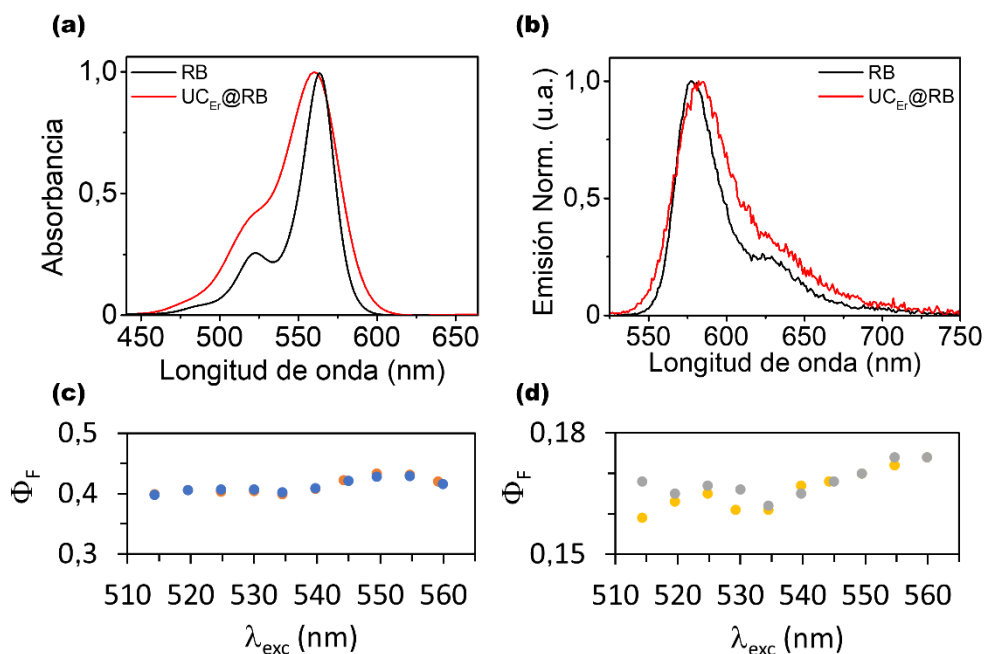 (a)
Absorbancia
1,0
0,5
0
RB
UCEr@RB
450 500 550 600 650
Longitud de onda (nm)
(b)
Emisión Norm. (u.a.)
1,0
0,5
0
RB
UCEr@RB
550 600 650 700 750
Longitud de onda (nm)
(c)
ΦF
0,5
0,4
0,3
510 520 530 540 550 560
λexc (nm)
(d)
ΦF
0,18
0,15
510 520 530 540 550 560
λexc (nm)